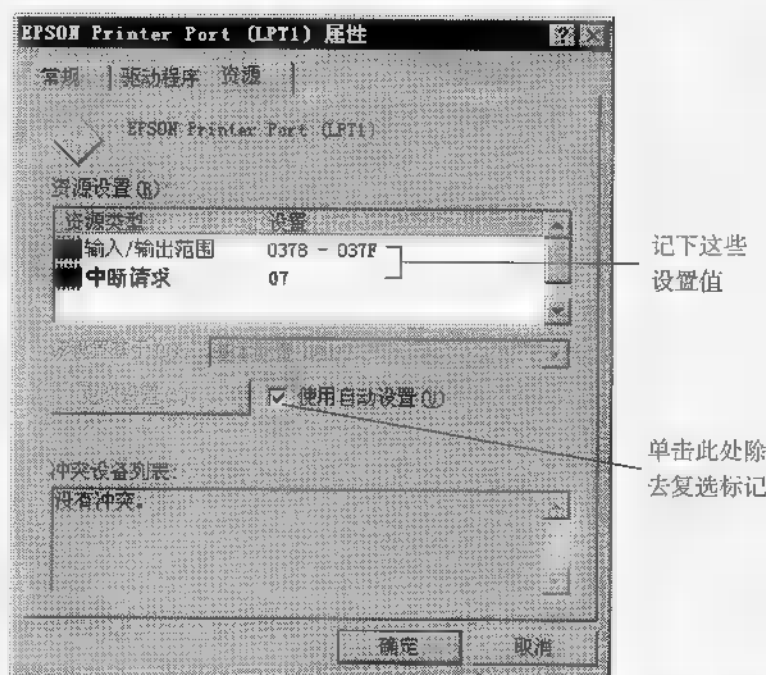 EPSON Printer Port (LPT1) 属性
常规 驱动程序 资源
EPSON Printer Port (LPT1)
资源设置(R)
资源类型 设置
输入/输出范围 0378 - 037F
中断请求 07
记下这些
设置值
使用自动设置(U)
单击此处除
去复选标记
冲突设备列表:
没有冲突。
确定 取消